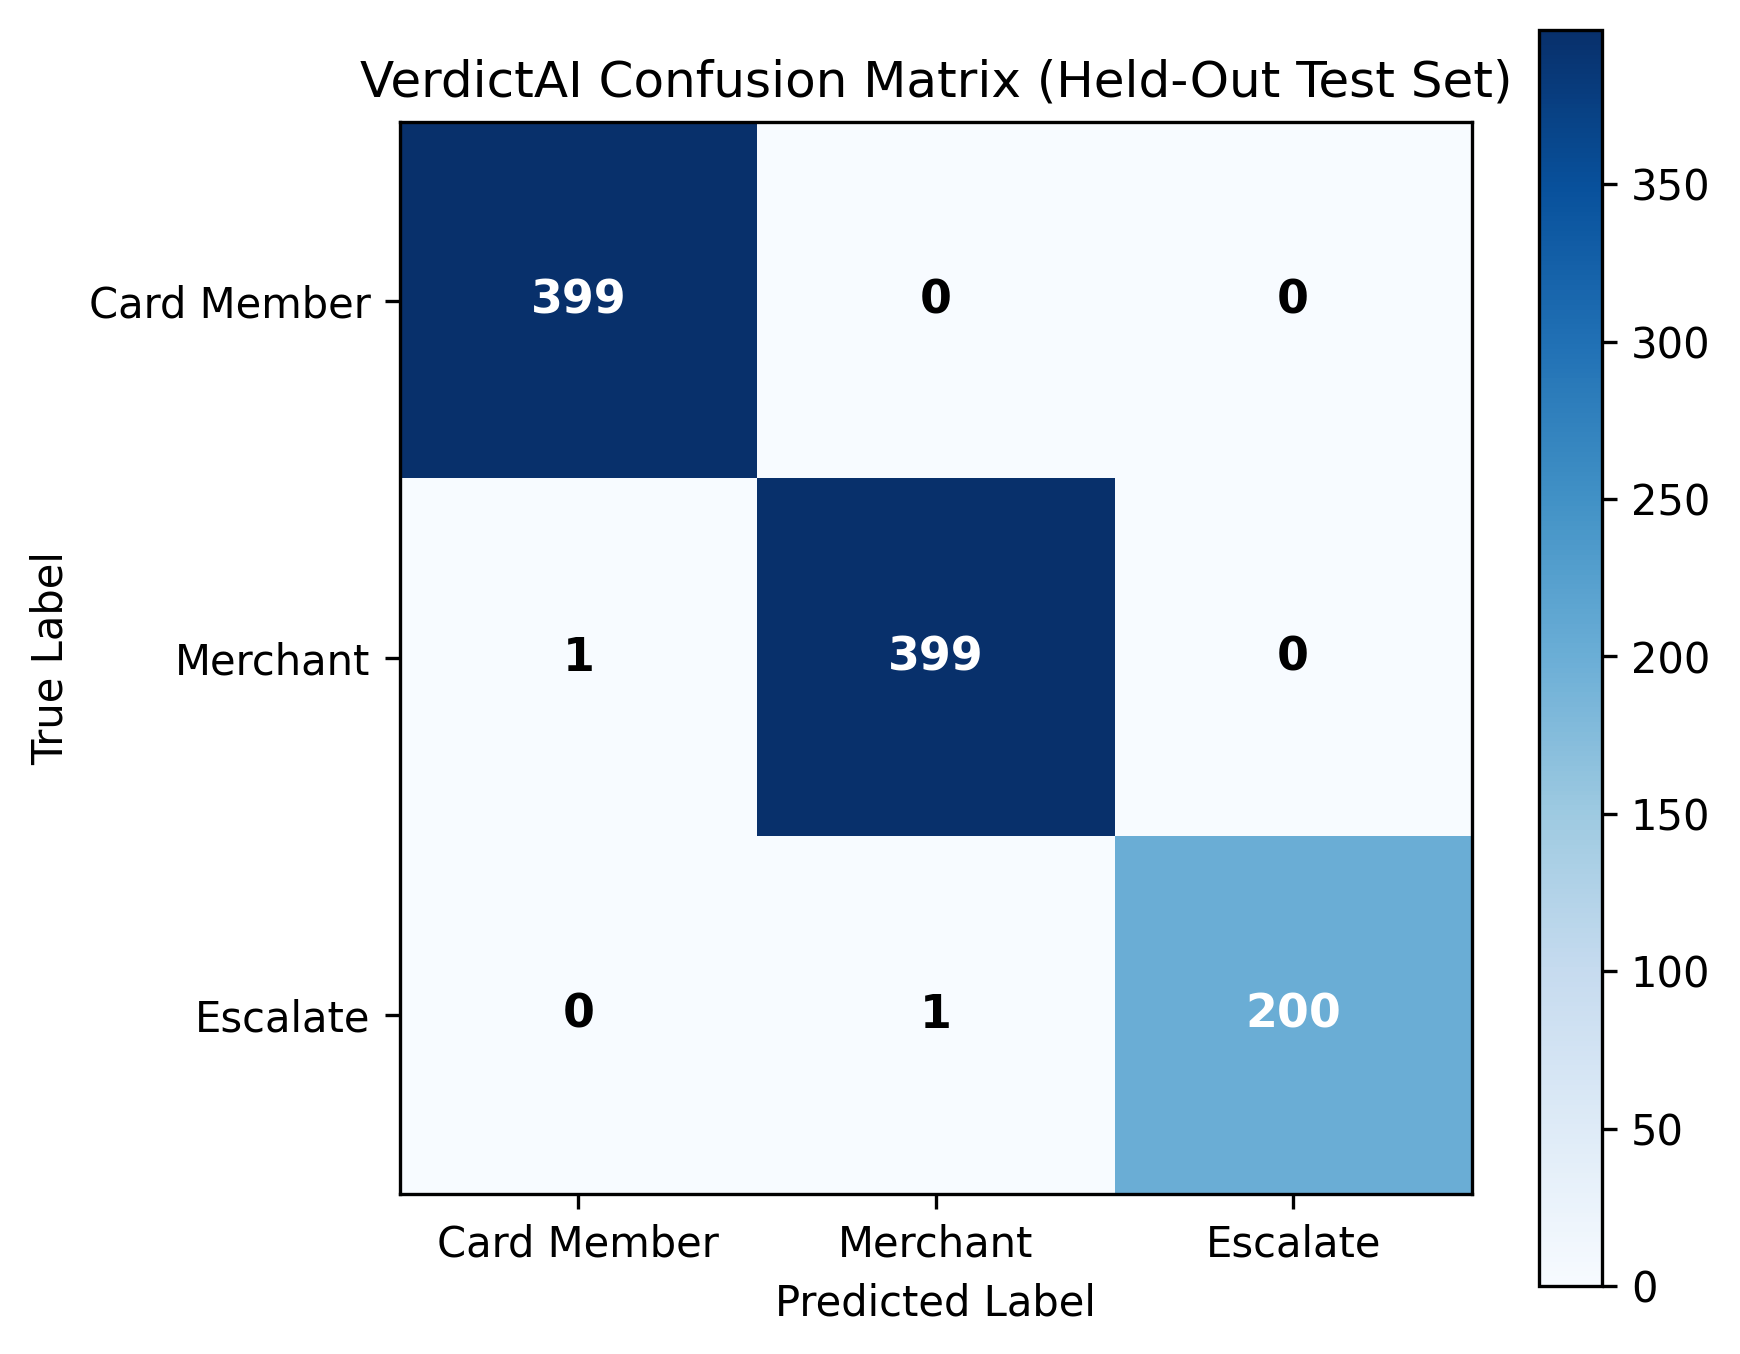 VerdictAI Confusion Matrix (Held-Out Test Set)
True Label
Card Member
399 0 0
Merchant
1 399 0
Escalate
0 1 200
Card Member Merchant Escalate
Predicted Label
350
300
250
200
150
100
50
0